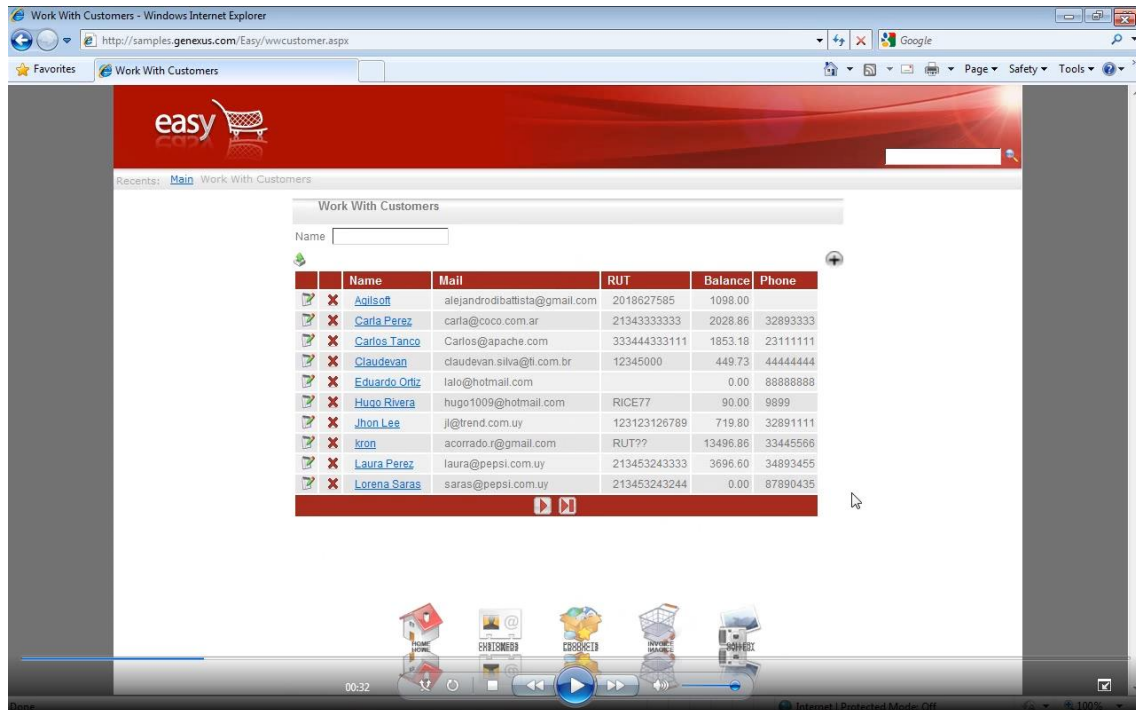 Work With Customers - Windows Internet Explorer
http://samples.genexus.com/Easy/wwcustomer.aspx
Google
Favorites
Work With Customers
Page
Safety
Tools
easy
Recents: Main Work With Customers
Work With Customers
Name
Name Mail RUT Balance Phone
Agilsoft alejandrodibattista@gmail.com 2018627585 1098.00
Carla Perez carla@coco.com.ar 21343333333 2028.86 32893333
Carlos Tanco Carlos@apache.com 333444333111 1853.18 23111111
Claudevan claudevan.silva@ti.com.br 12345000 449.73 44444444
Eduardo Ortiz lalo@hotmail.com 0.00 88888888
Hugo Rivera hugo1009@hotmail.com RICE77 90.00 9899
Jhon Lee jl@trend.com.uy 123123126789 719.80 32891111
kron acorrado.r@gmail.com RUT?? 13496.86 33445566
Laura Perez laura@pepsi.com.uy 213453243333 3696.60 34893455
Lorena Saras saras@pepsi.com.uy 213453243244 0.00 87890435
HOME
INVOICE
00:32
Done
Internet | Protected Mode: Off
100%